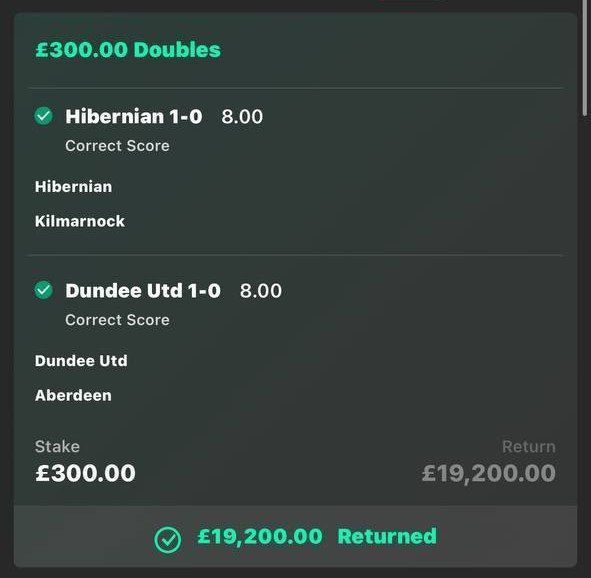 £300.00 Doubles
Hibernian 1-0 8.00
Correct Score
Hibernian
Kilmarnock
Dundee Utd 1-0 8.00
Correct Score
Dundee Utd
Aberdeen
Stake Return
£300.00 £19,200.00
£19,200.00 Returned